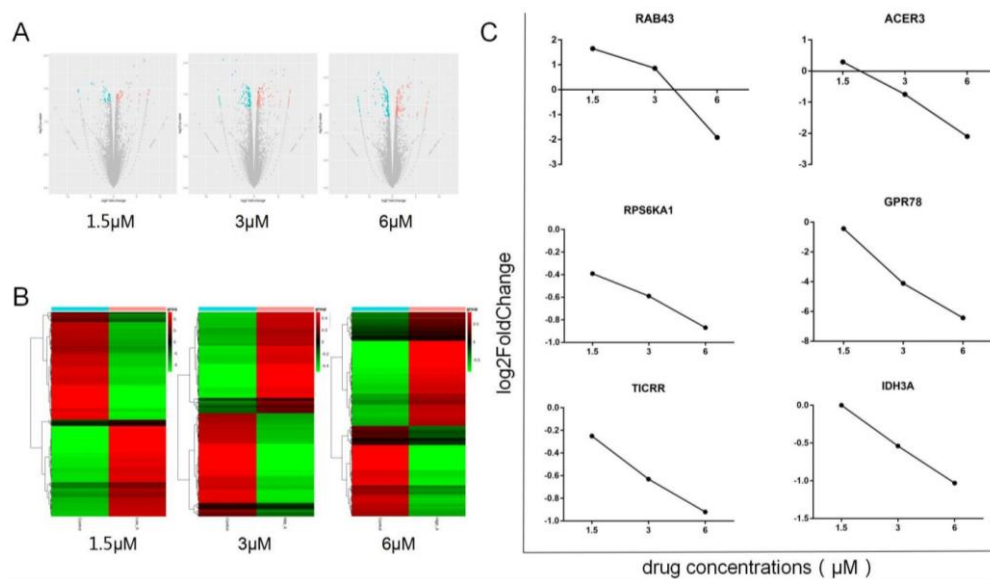 A
1.5μM
3μM
6μM
B
group
group
group
1.5μM
3μM
6μM
C
log2FoldChange
RAB43
2
1
0
-1
-2
-3
1.5
3
6
ACER3
1
0
-1
-2
-3
1.5
3
6
RPS6KA1
0.0
-0.2
-0.4
-0.6
-0.8
-1.0
1.5
3
6
GPR78
0
-2
-4
-6
-8
1.5
3
6
TICRR
0.0
-0.2
-0.4
-0.6
-0.8
-1.0
1.5
3
6
IDH3A
0.0
-0.5
-1.0
-1.5
1.5
3
6
drug concentrations ( μM )